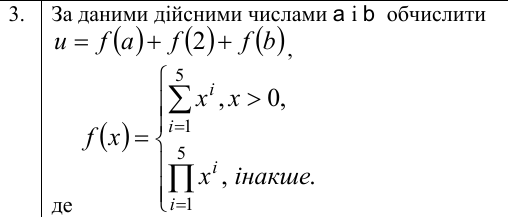 3. За даними дійсними числами a і b обчислити
u = f(a) + f(2) + f(b),
f(x) = { ∑_{i=1}^{5} x^i, x > 0,
∏_{i=1}^{5} x^i, інакше.
де